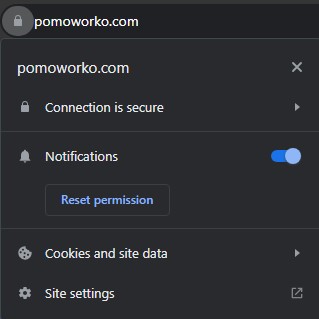 pomoworko.com
pomoworko.com
Connection is secure
Notifications
Reset permission
Cookies and site data
Site settings